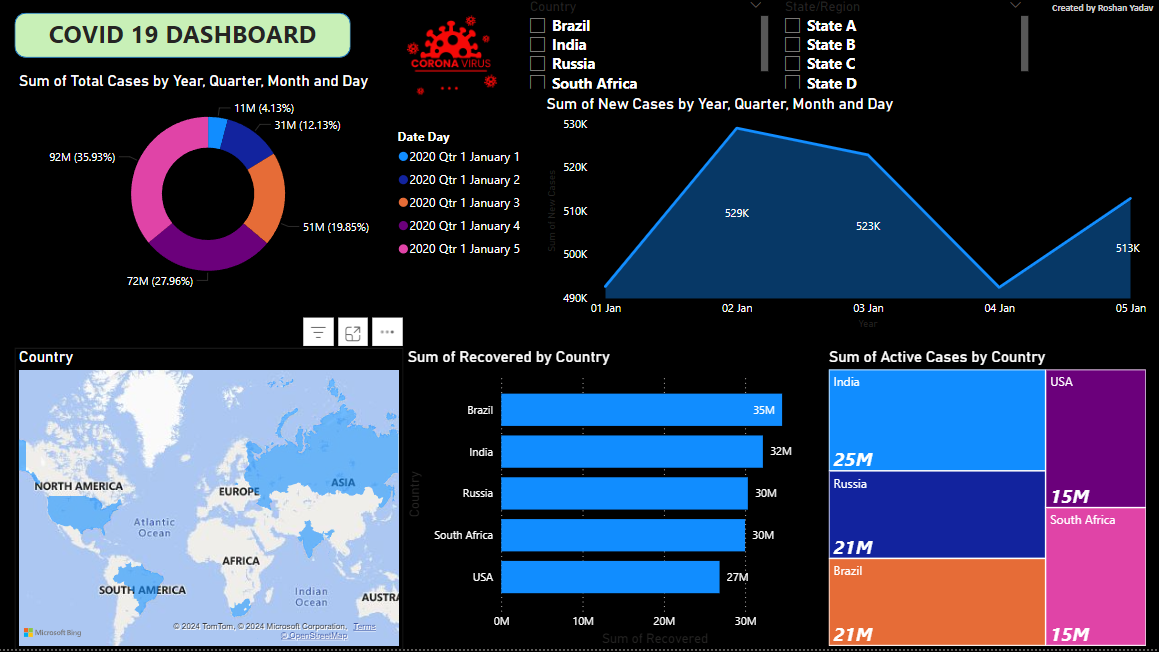 COVID 19 DASHBOARD
CORONA VIRUS
Country
Brazil
India
Russia
South Africa
State/Region
State A
State B
State C
State D
Created by Roshan Yadav
Sum of Total Cases by Year, Quarter, Month and Day
11M (4.13%)
31M (12.13%)
51M (19.85%)
72M (27.96%)
92M (35.93%)
Date Day
2020 Qtr 1 January 1
2020 Qtr 1 January 2
2020 Qtr 1 January 3
2020 Qtr 1 January 4
2020 Qtr 1 January 5
Sum of New Cases by Year, Quarter, Month and Day
Sum of New Cases
530K
520K
510K
500K
490K
529K
523K
513K
01 Jan
02 Jan
03 Jan
04 Jan
05 Jan
Year
Country
NORTH AMERICA
EUROPE
ASIA
Atlantic
Ocean
AFRICA
SOUTH AMERICA
Indian
Ocean
AUSTRA
Microsoft Bing
© 2024 TomTom, © 2024 Microsoft Corporation, Terms
© OpenStreetMap
Sum of Recovered by Country
Country
Brazil
35M
India
32M
Russia
30M
South Africa
30M
USA
27M
0M
10M
20M
30M
Sum of Recovered
Sum of Active Cases by Country
India
25M
Russia
21M
Brazil
21M
USA
15M
South Africa
15M